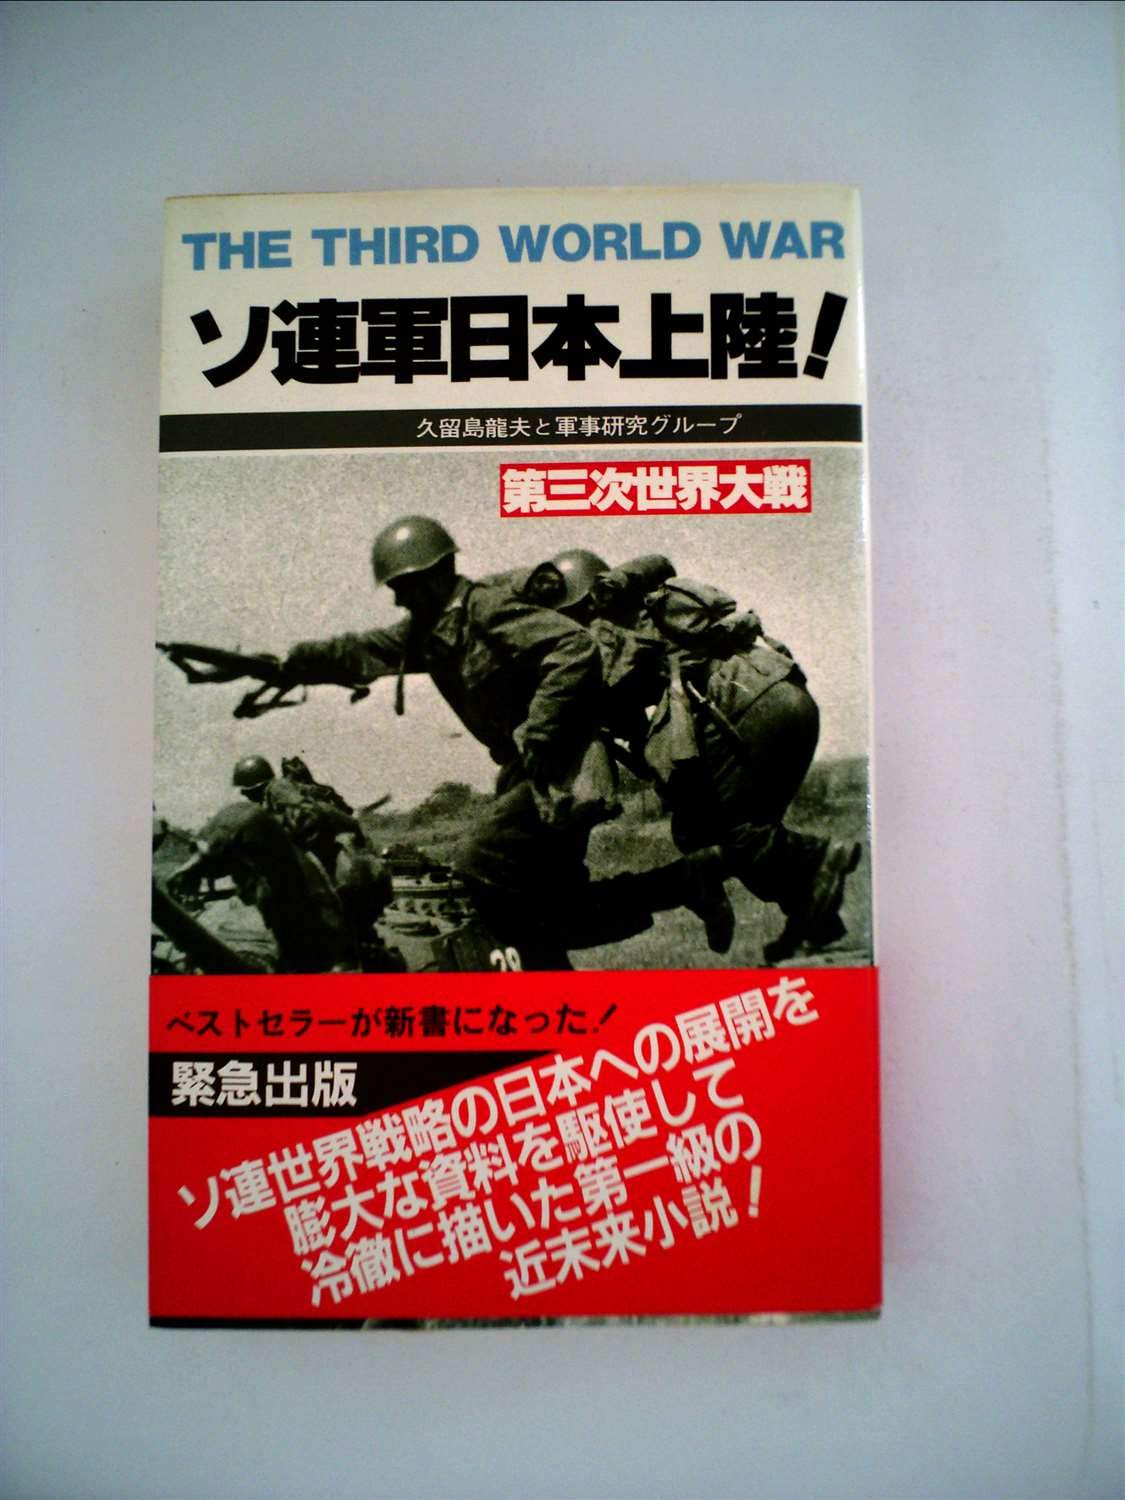 THE THIRD WORLD WAR
ソ連軍日本上陸!
久留島龍夫と軍事研究グループ
第三次世界大戦
28
ベストセラーが新書になった!
緊急出版
ソ連世界戦略の日本への展開を
膨大な資料を駆使して
冷徹に描いた第一級の
近未来小説!